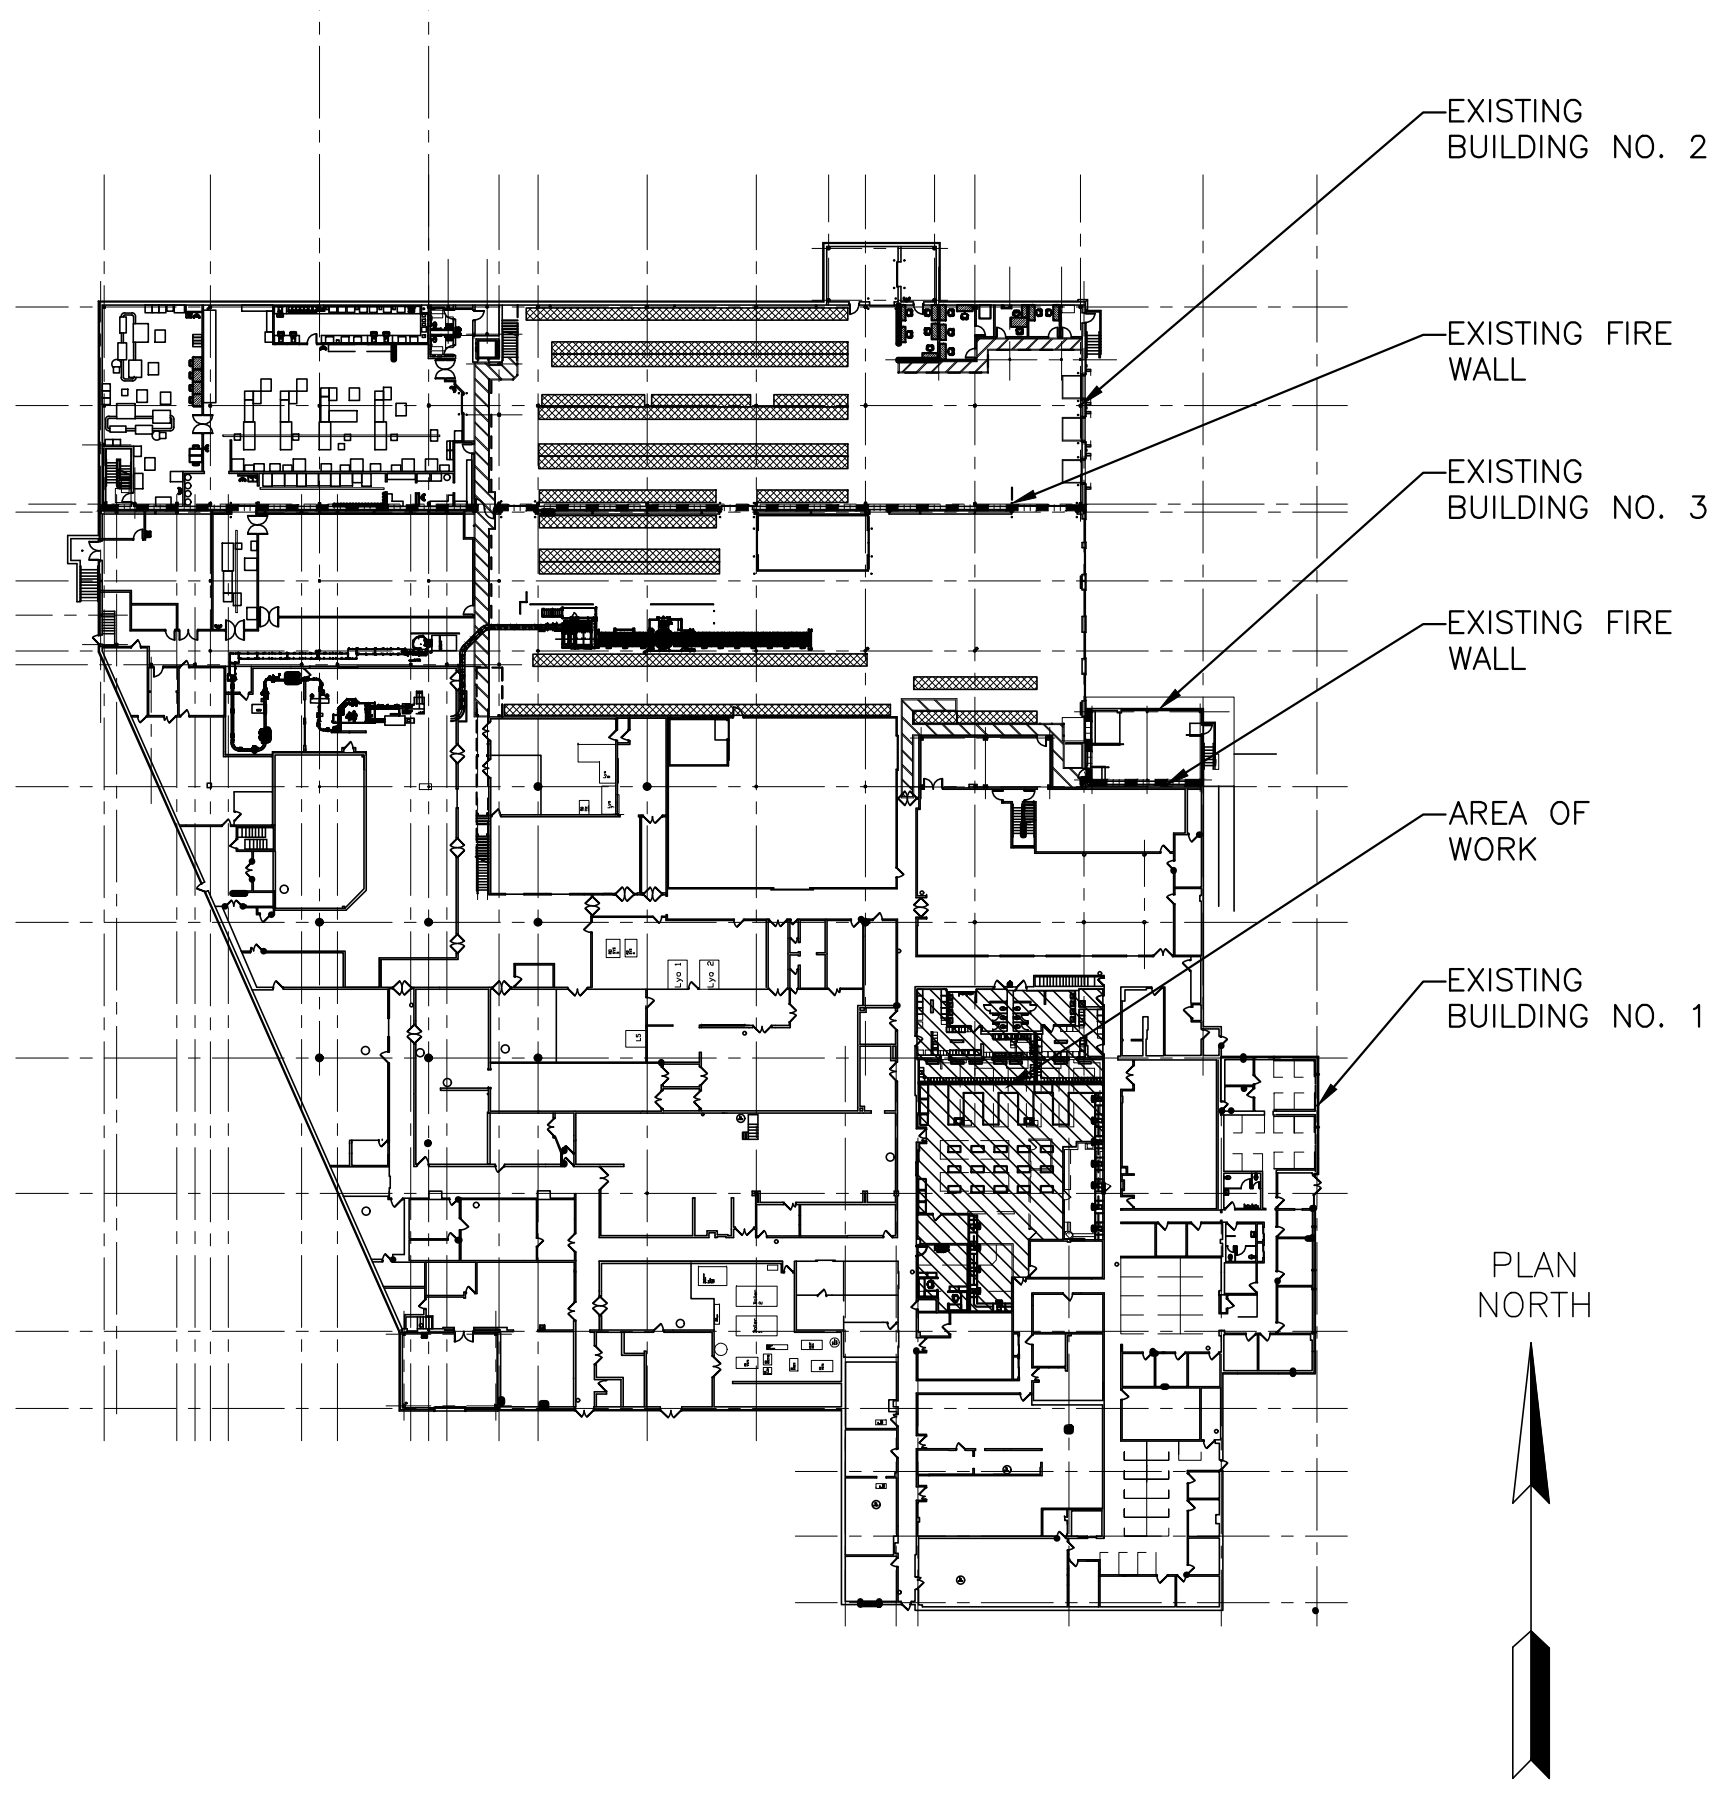 EXISTING
BUILDING NO. 2
EXISTING FIRE
WALL
EXISTING
BUILDING NO. 3
EXISTING FIRE
WALL
AREA OF
WORK
Lyo 1
Lyo 2
EXISTING
BUILDING NO. 1
PLAN
NORTH